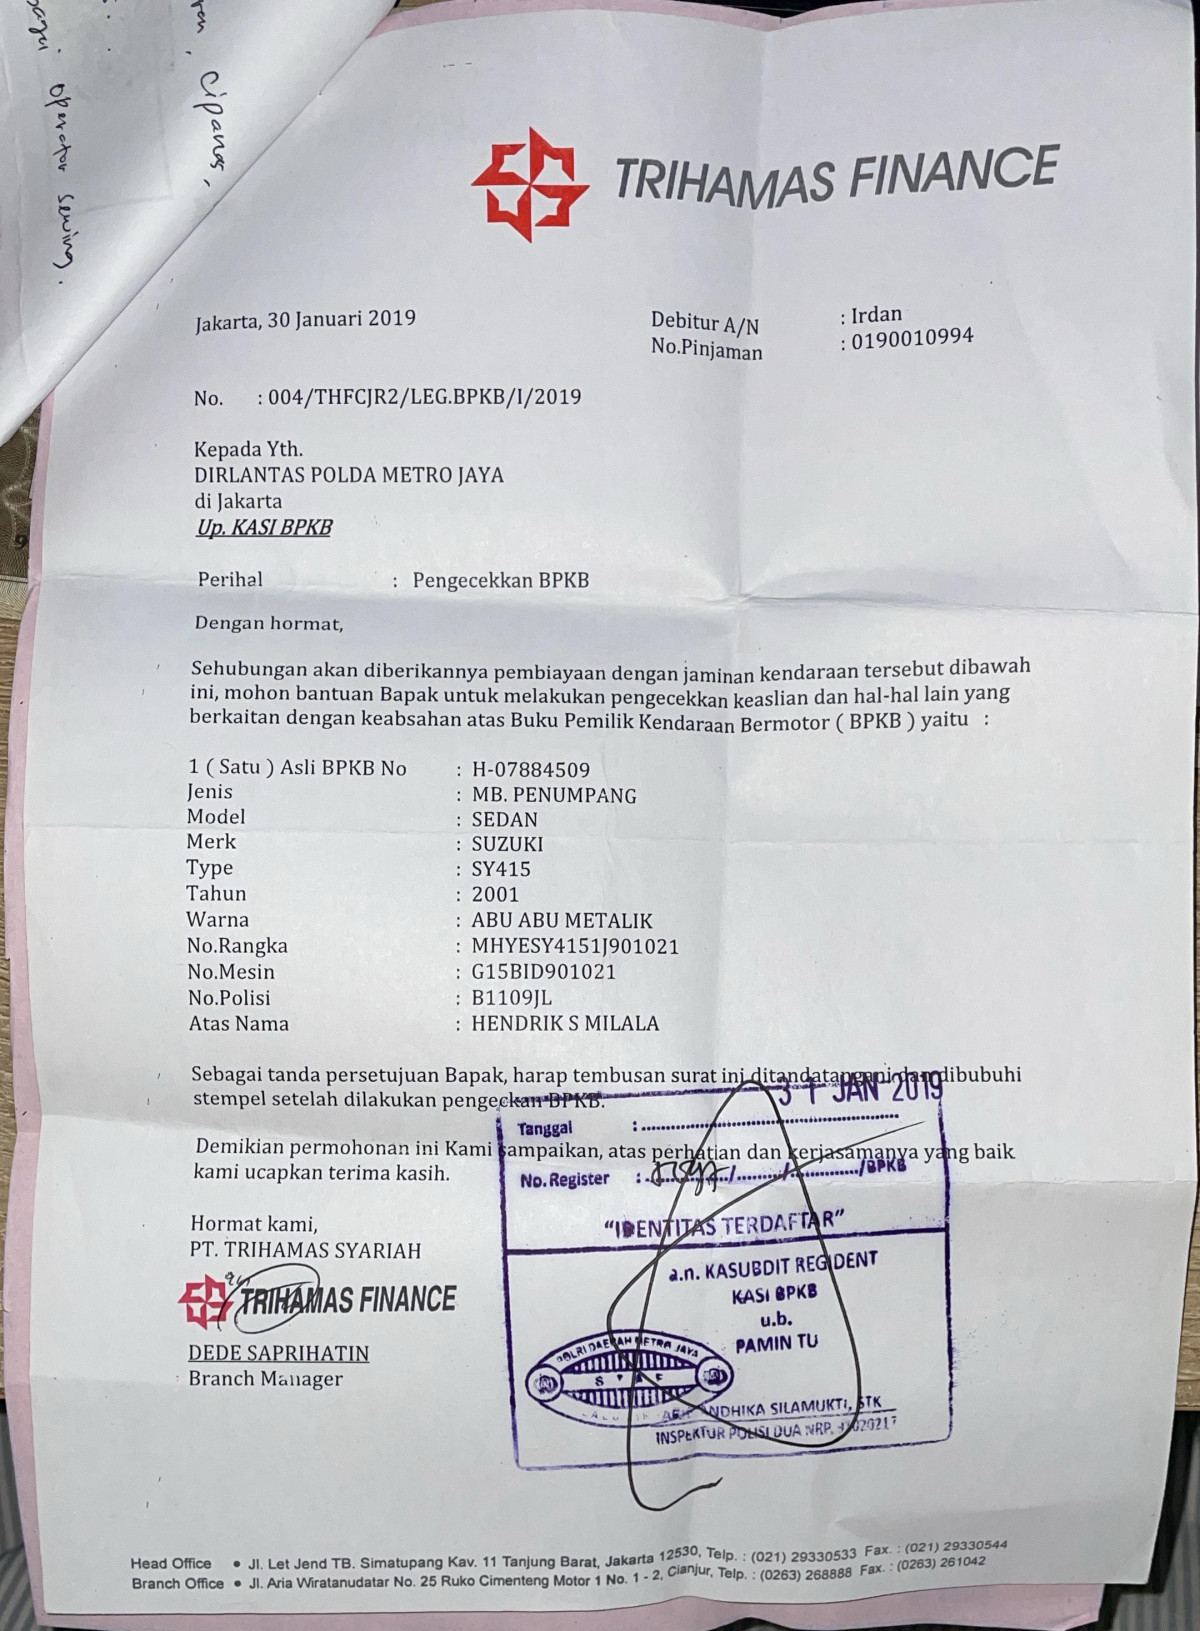 Cipanas,
operator sewing.
TRIHAMAS FINANCE
Jakarta, 30 Januari 2019
Debitur A/N : Irdan
No.Pinjaman : 0190010994
No. : 004/THFCJR2/LEG.BPKB/I/2019
Kepada Yth.
DIRLANTAS POLDA METRO JAYA
di Jakarta
Up. KASI BPKB
Perihal : Pengecekkan BPKB
Dengan hormat,
Sehubungan akan diberikannya pembiayaan dengan jaminan kendaraan tersebut dibawah
ini, mohon bantuan Bapak untuk melakukan pengecekkan keaslian dan hal-hal lain yang
berkaitan dengan keabsahan atas Buku Pemilik Kendaraan Bermotor ( BPKB ) yaitu :
1 ( Satu ) Asli BPKB No : H-07884509
Jenis : MB. PENUMPANG
Model : SEDAN
Merk : SUZUKI
Type : SY415
Tahun : 2001
Warna : ABU ABU METALIK
No.Rangka : MHYESY4151J901021
No.Mesin : G15BID901021
No.Polisi : B1109JL
Atas Nama : HENDRIK S MILALA
Sebagai tanda persetujuan Bapak, harap tembusan surat ini ditandatangani dan dibubuhi
stempel setelah dilakukan pengeckan BPKB.
31 JAN 2019
Tanggal :
Demikian permohonan ini Kami sampaikan, atas perhatian dan kerjasamanya yang baik
kami ucapkan terima kasih.
No. Register : ............/........./............/BPKB
"IDENTITAS TERDAFTAR"
Hormat kami,
PT. TRIHAMAS SYARIAH
TRIHAMAS FINANCE
DEDE SAPRIHATIN
Branch Manager
a.n. KASUBDIT REGIDENT
KASI BPKB
u.b.
PAMIN TU
POLRI DAERAH METRO JAYA
ANDHIKA SILAMUKTI, STK
INSPEKTUR POLISI DUA NRP.
Head Office • Jl. Let Jend TB. Simatupang Kav. 11 Tanjung Barat, Jakarta 12530, Telp. : (021) 29330533 Fax. : (021) 29330544
Branch Office • Jl. Aria Wiratanudatar No. 25 Ruko Cimenteng Motor 1 No. 1 - 2, Cianjur, Telp. : (0263) 268888 Fax. : (0263) 261042